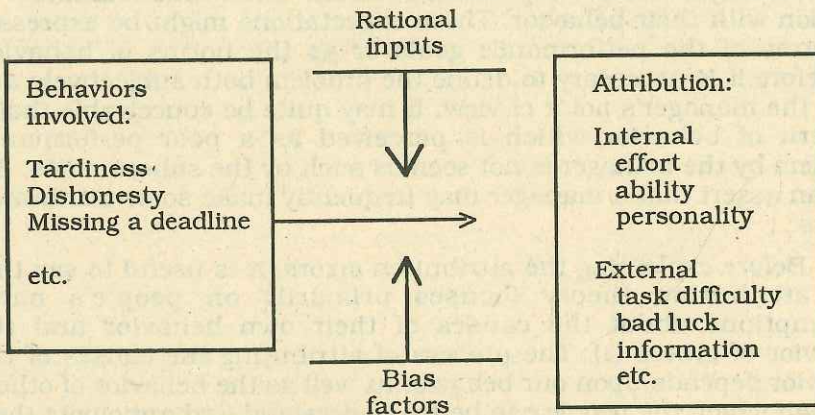 Rational
inputs
Behaviors
involved:
Tardiness
Dishonesty
Missing a deadline
etc.
Attribution:
Internal
effort
ability
personality
External
task difficulty
bad luck
information
etc.
Bias
factors